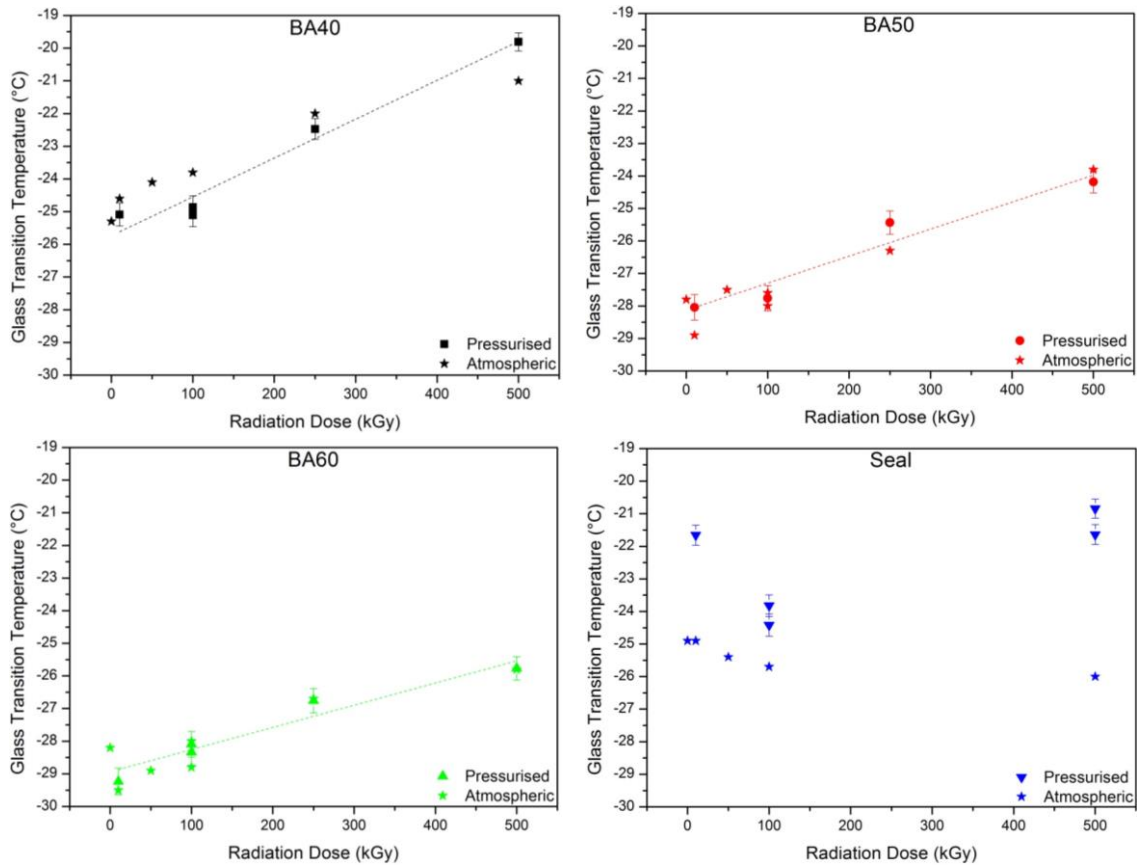 BA40
Glass Transition Temperature (°C)
-19
-20
-21
-22
-23
-24
-25
-26
-27
-28
-29
-30
Pressurised
Atmospheric
0 100 200 300 400 500
Radiation Dose (kGy)
BA50
Glass Transition Temperature (°C)
-19
-20
-21
-22
-23
-24
-25
-26
-27
-28
-29
-30
Pressurised
Atmospheric
0 100 200 300 400 500
Radiation Dose (kGy)
BA60
Glass Transition Temperature (°C)
-19
-20
-21
-22
-23
-24
-25
-26
-27
-28
-29
-30
Pressurised
Atmospheric
0 100 200 300 400 500
Radiation Dose (kGy)
Seal
Glass Transition Temperature (°C)
-19
-20
-21
-22
-23
-24
-25
-26
-27
-28
-29
-30
Pressurised
Atmospheric
0 100 200 300 400 500
Radiation Dose (kGy)